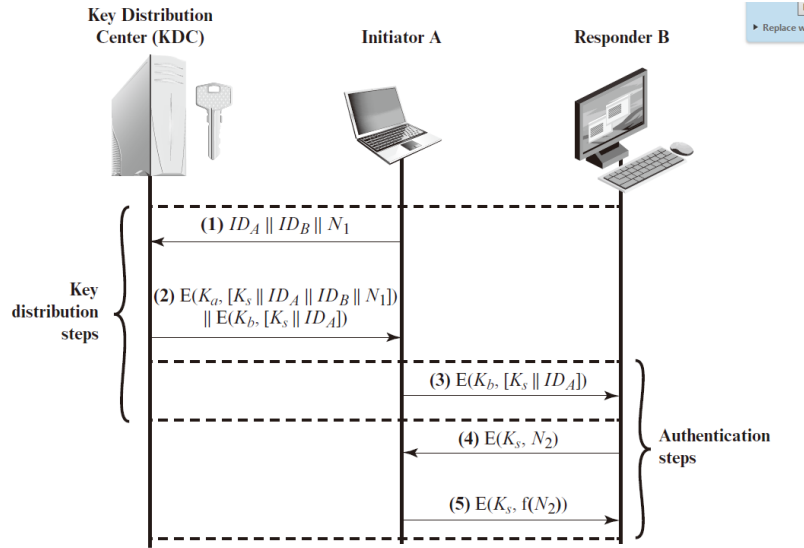 Key Distribution
Center (KDC)
Initiator A
Responder B
▸ Replace w
(1) ID_A || ID_B || N_1
Key
distribution
steps
(2) E(K_a, [K_s || ID_A || ID_B || N_1])
|| E(K_b, [K_s || ID_A])
(3) E(K_b, [K_s || ID_A])
(4) E(K_s, N_2)
Authentication
steps
(5) E(K_s, f(N_2))